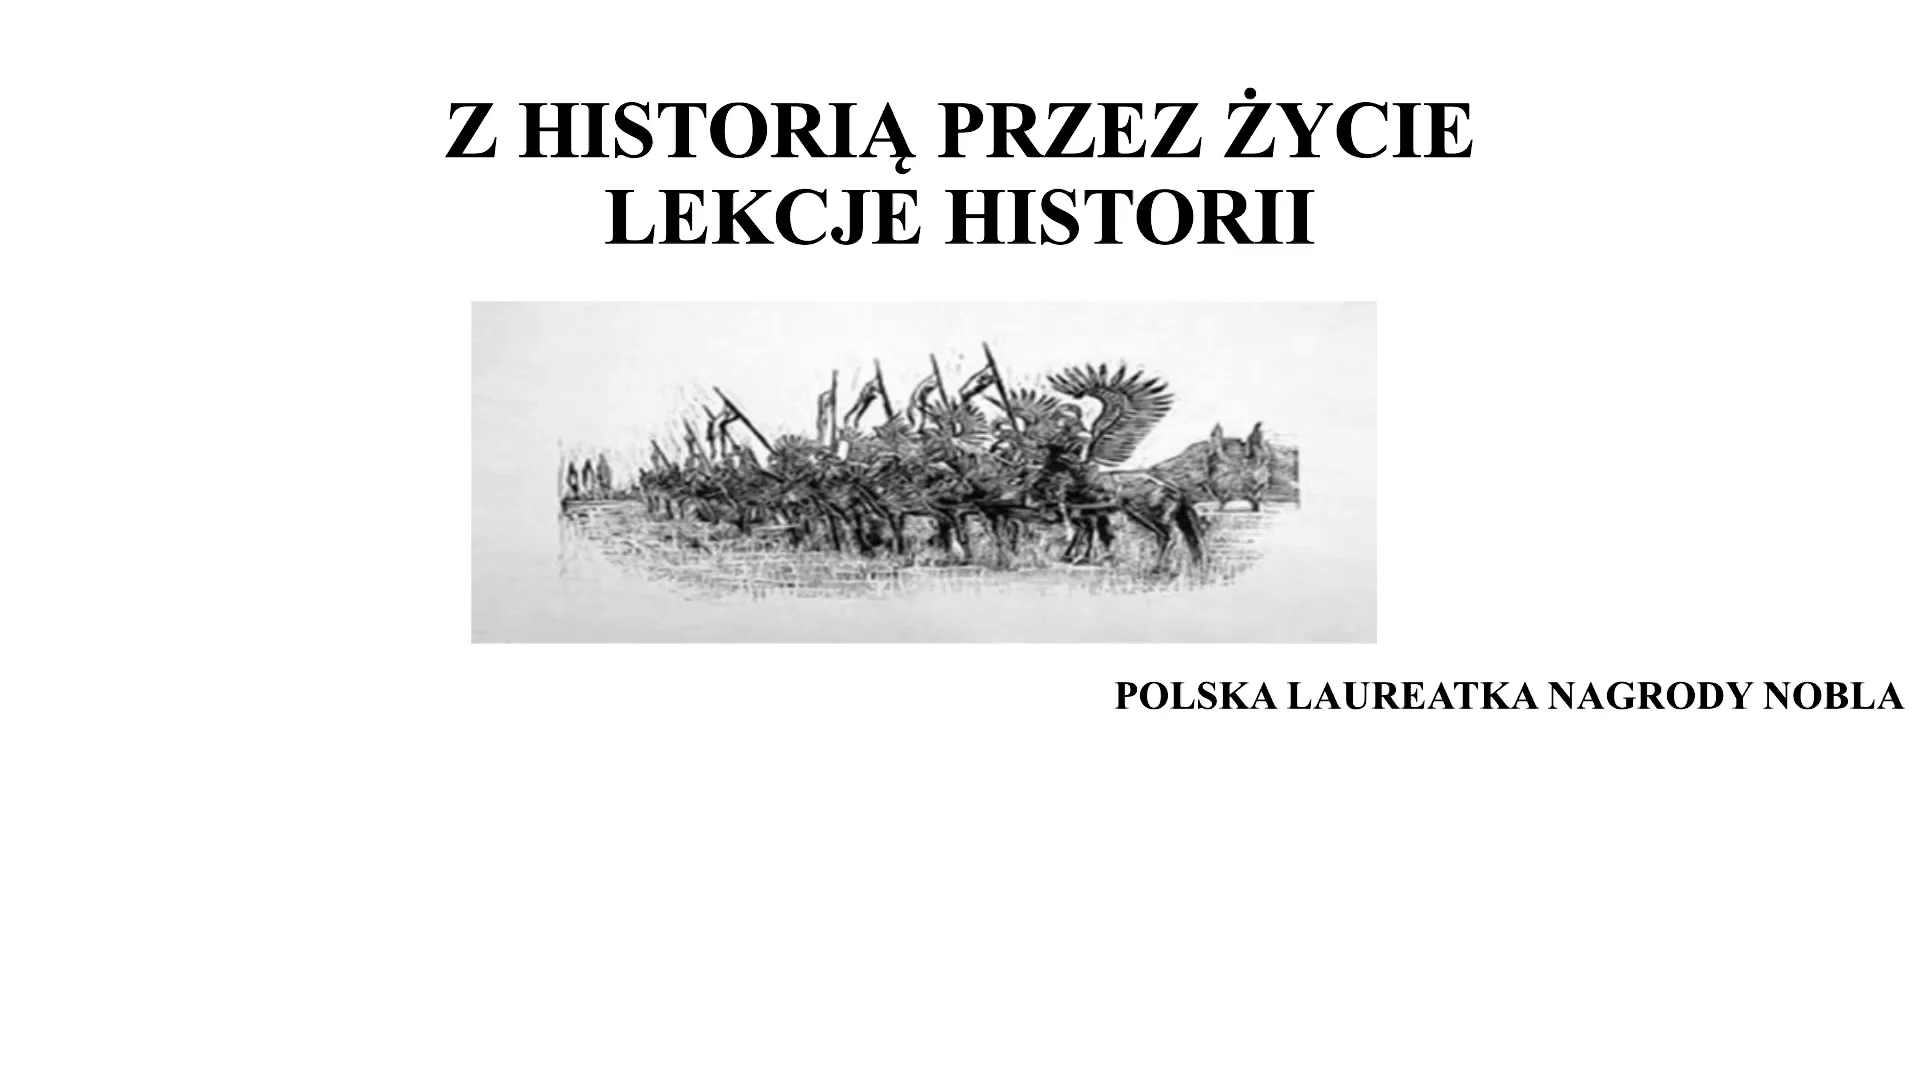 Z HISTORIĄ PRZEZ ŻYCIE
LEKCJE HISTORII
POLSKA LAUREATKA NAGRODY NOBLA